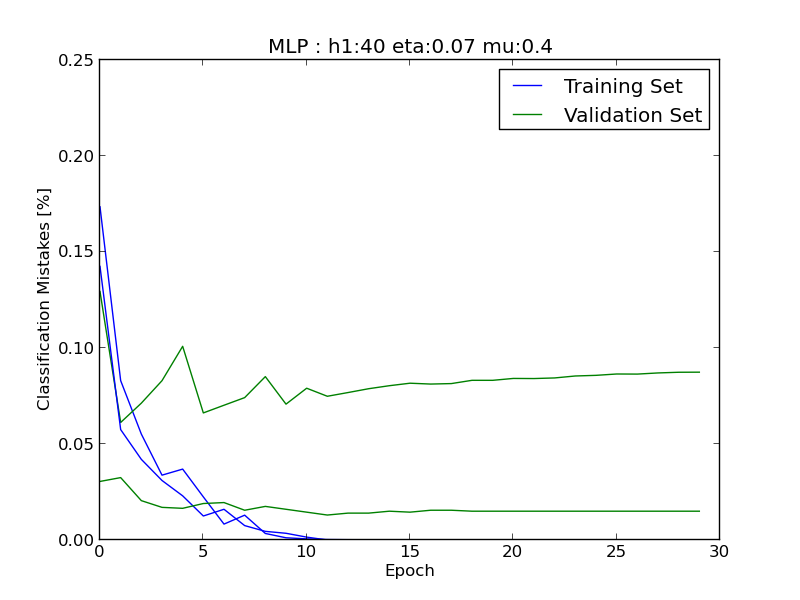 MLP : h1:40 eta:0.07 mu:0.4
Training Set
Validation Set
Classification Mistakes [%]
0.25
0.20
0.15
0.10
0.05
0.00
0 5 10 15 20 25 30
Epoch